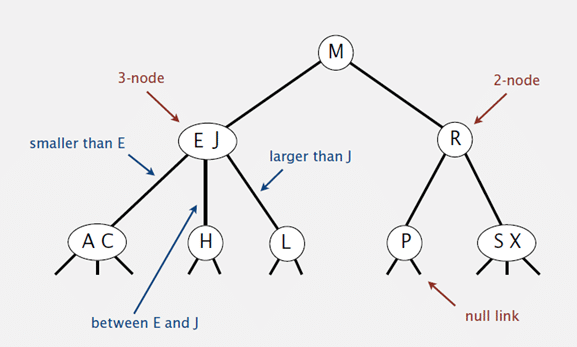 M
3-node
2-node
E J
R
smaller than E
larger than J
A C
H
L
P
S X
between E and J
null link